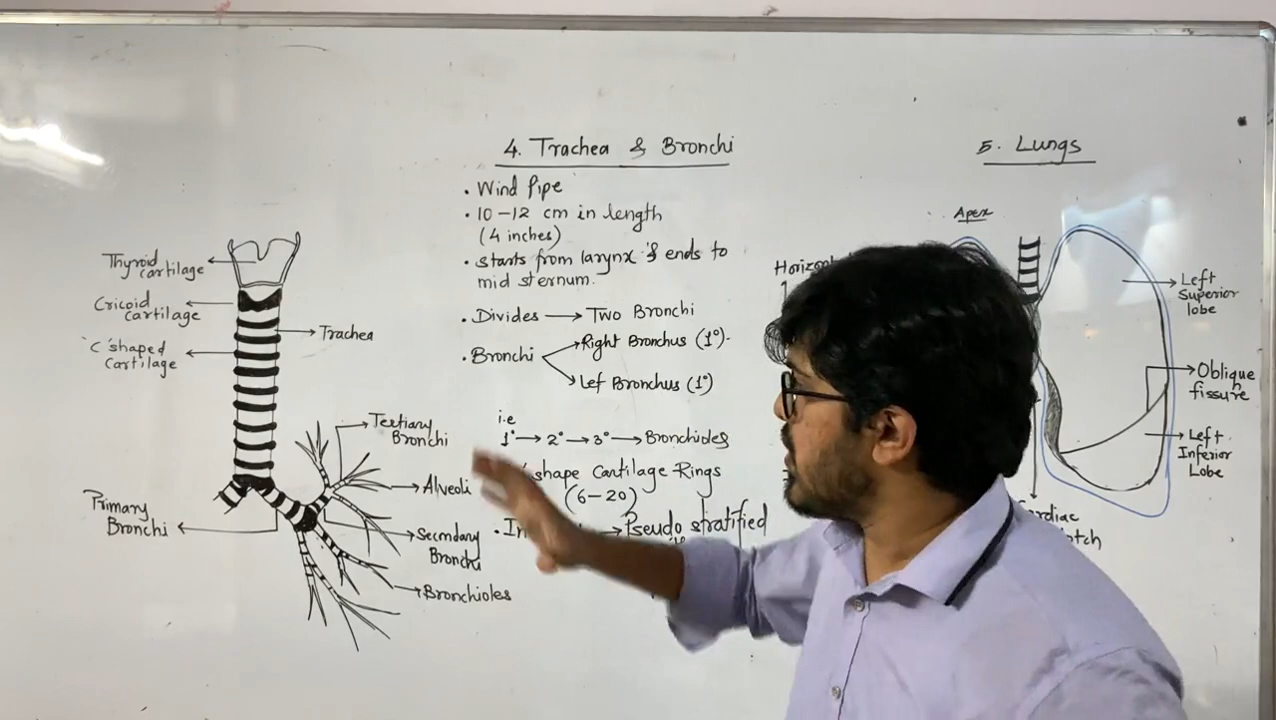 4. Trachea & Bronchi
5. Lungs
. Wind Pipe
. 10-12 cm in length
(4 inches)
. starts from larynx & ends to
mid sternum.
. Divides → Two Bronchi
. Bronchi
Right Bronchus (1°).
Lef Bronchus (1°)
i.e
1° → 2° → 3° → Bronchioles
shape Cartilage Rings
(6-20)
→ Pseudo stratified
Thyroid
cartilage
Cricoid
cartilage
'C' shaped
Cartilage
Trachea
Tertiary
Bronchi
Alveoli
Primary
Bronchi
Secondary
Bronchi
Bronchioles
Apex
Left
Superior
lobe
Oblique
fissure
Left
Inferior
Lobe